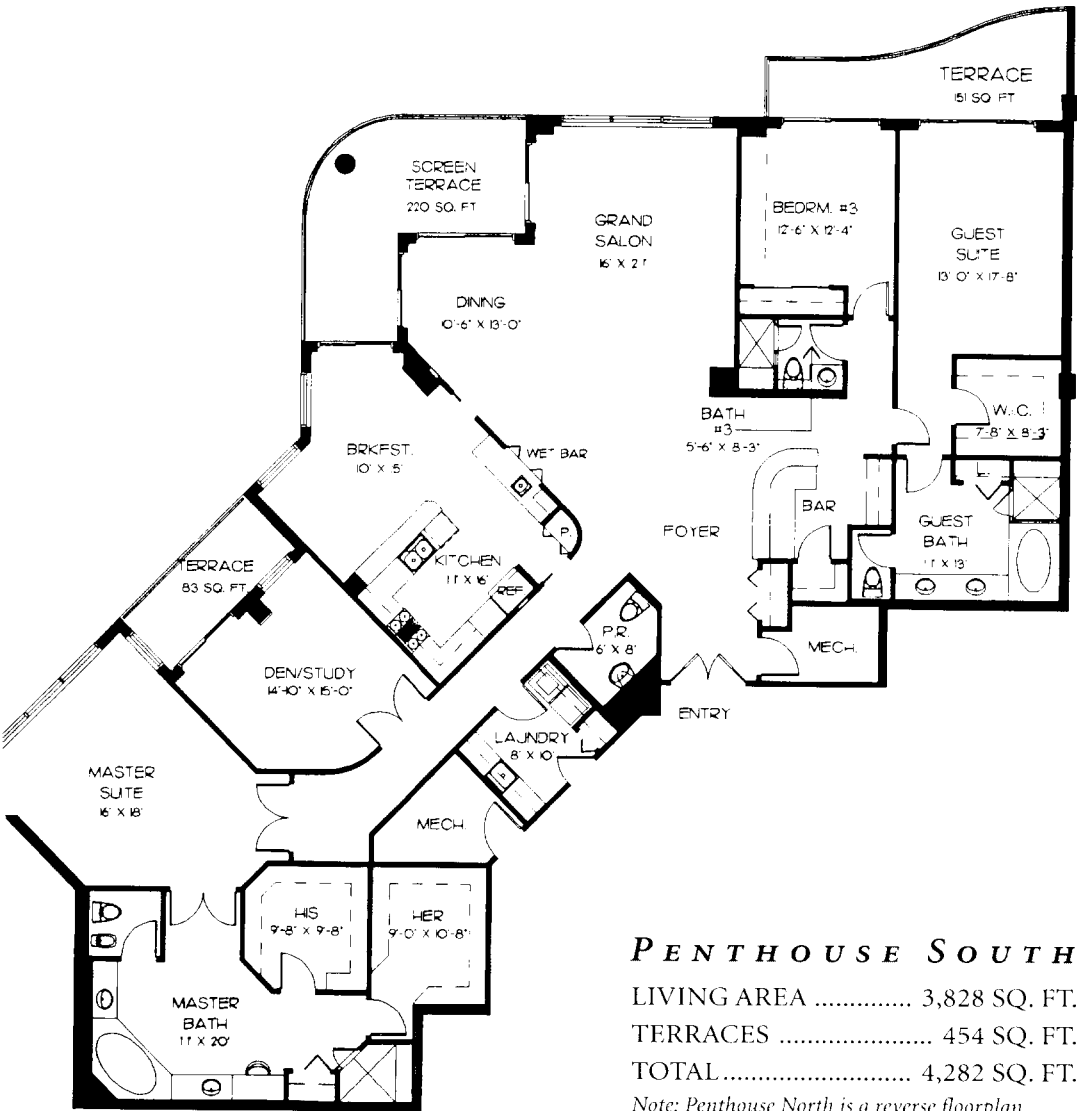 TERRACE
151 SQ FT
SCREEN
TERRACE
220 SQ. FT
GRAND
SALON
16' X 21'
BEDRM. #3
12'-6" X 12'-4"
GUEST
SUITE
13' 0" X 17'-8"
DINING
10'-6" X 13'-0"
BATH
#3
5'-6" X 8'-3"
W.C.
7'-8" X 8'-3"
BRKFST.
10' X 15'
WET BAR
BAR
P.
FOYER
GUEST
BATH
11' X 13'
TERRACE
83 SQ. FT
KITCHEN
11' X 16'
REF
P.R.
6' X 8'
MECH.
DEN/STUDY
14'-10" X 15'-0"
ENTRY
LAUNDRY
8' X 10'
MASTER
SUITE
16' X 18'
MECH.
HIS
9'-8" X 9'-8"
HER
9'-0" X 10'-8"
MASTER
BATH
11' X 20'
PENTHOUSE SOUTH
LIVING AREA .............. 3,828 SQ. FT.
TERRACES ...................... 454 SQ. FT.
TOTAL ........................... 4,282 SQ. FT.
Note: Penthouse North is a reverse floorplan